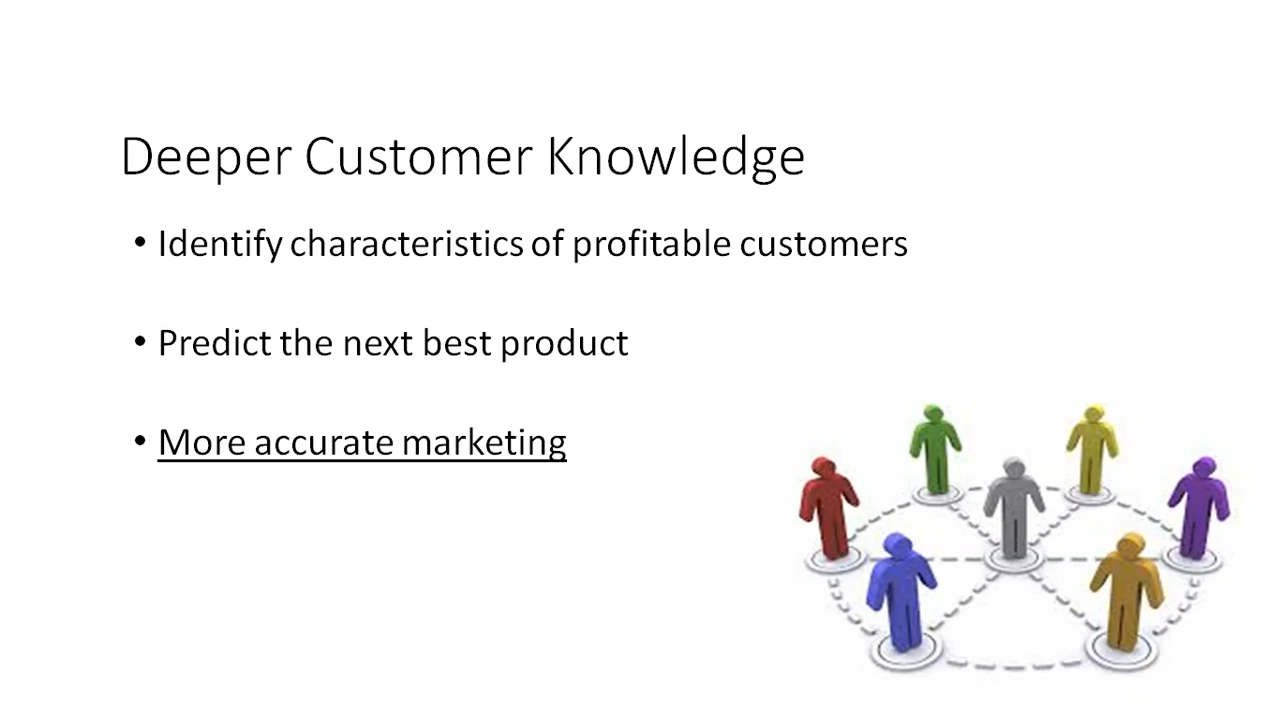 Deeper Customer Knowledge
• Identify characteristics of profitable customers
• Predict the next best product
• More accurate marketing